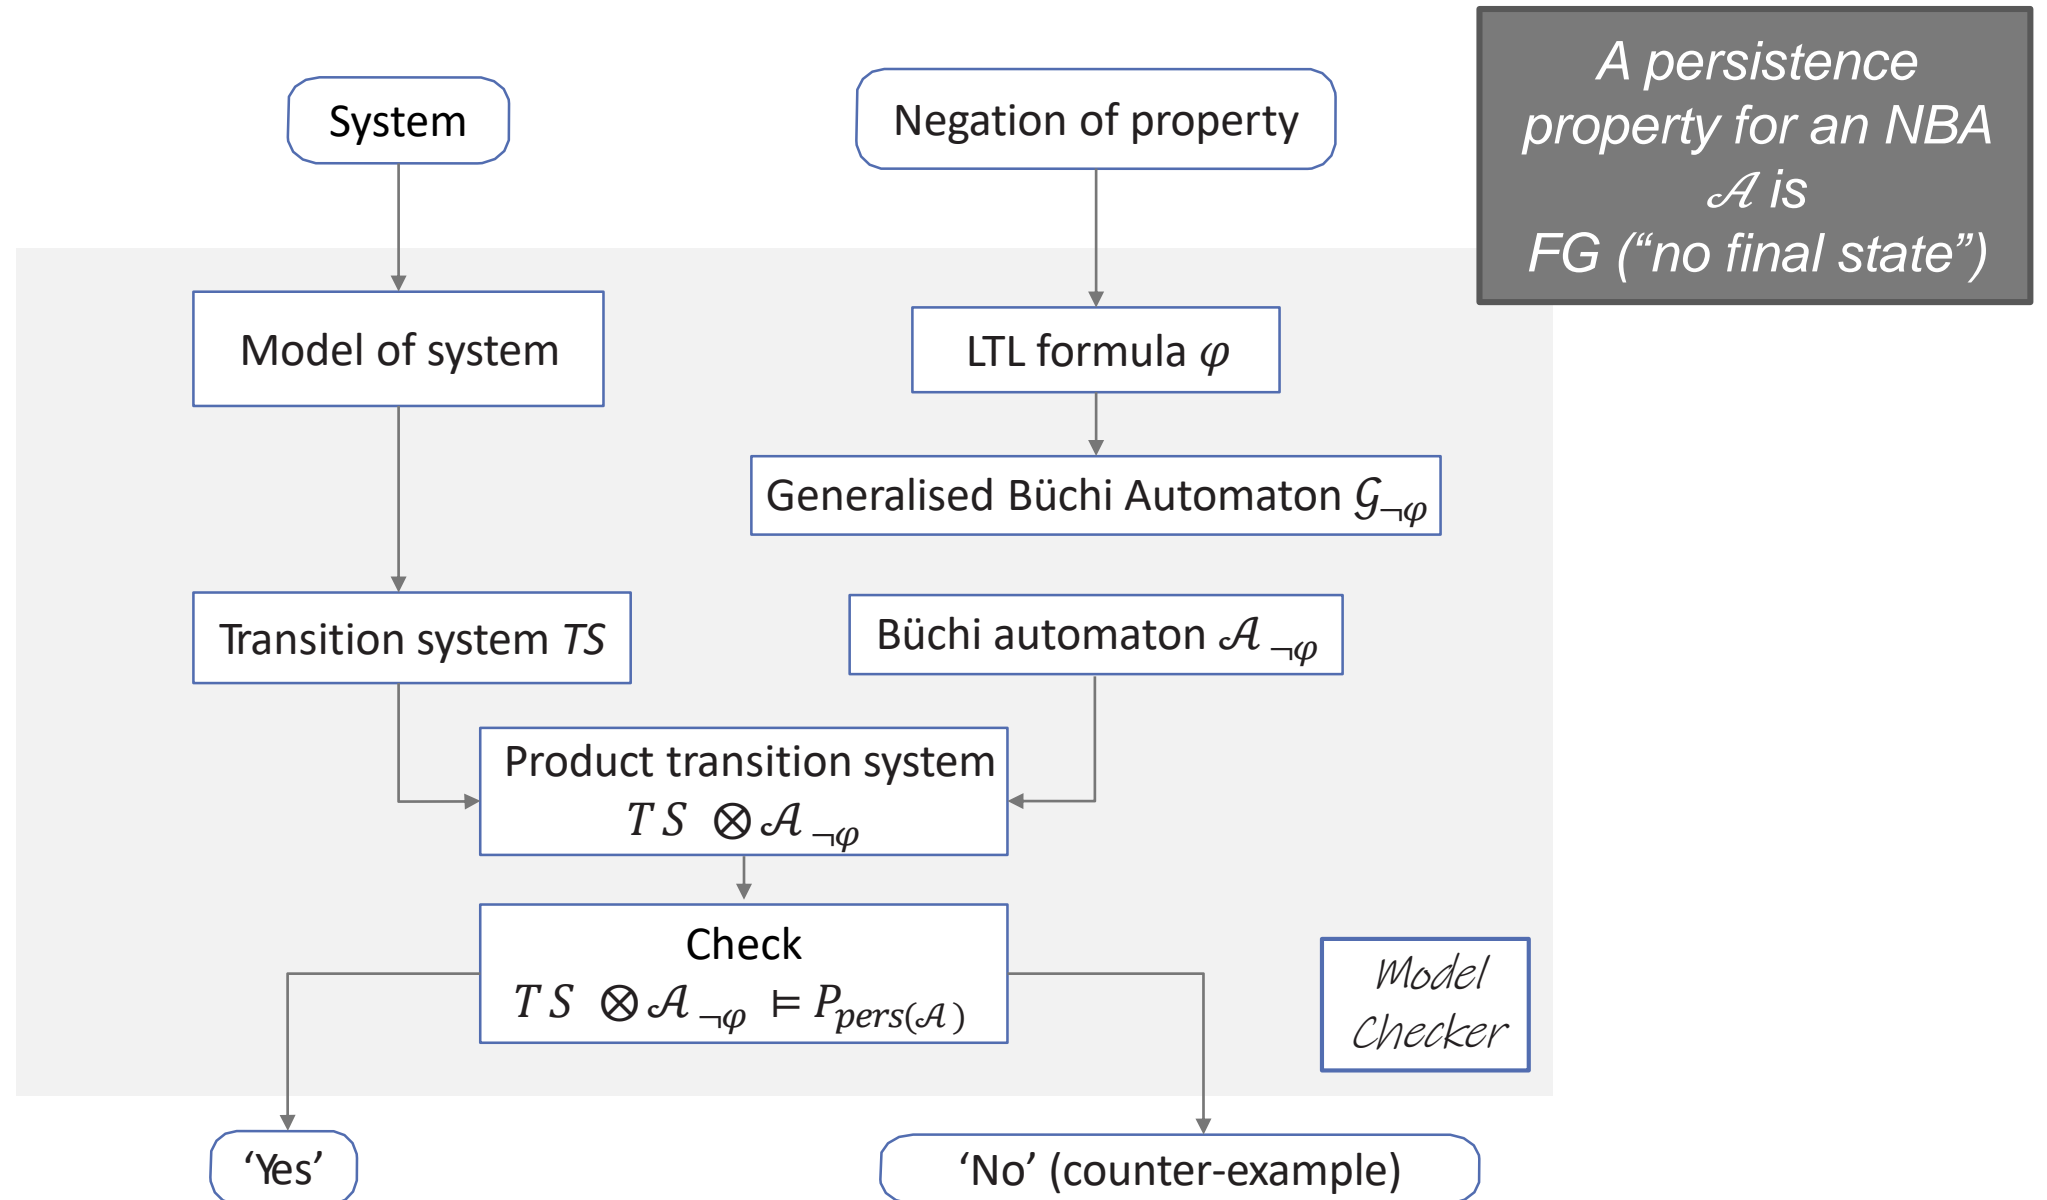 System
Negation of property
A persistence
property for an NBA
𝒜 is
FG (“no final state”)
Model of system
LTL formula φ
Generalised Büchi Automaton 𝒢¬φ
Transition system TS
Büchi automaton 𝒜 ¬φ
Product transition system
T S ⊗ 𝒜 ¬φ
Check
T S ⊗ 𝒜 ¬φ ⊨ Ppers(𝒜)
Model
Checker
‘Yes’
‘No’ (counter-example)